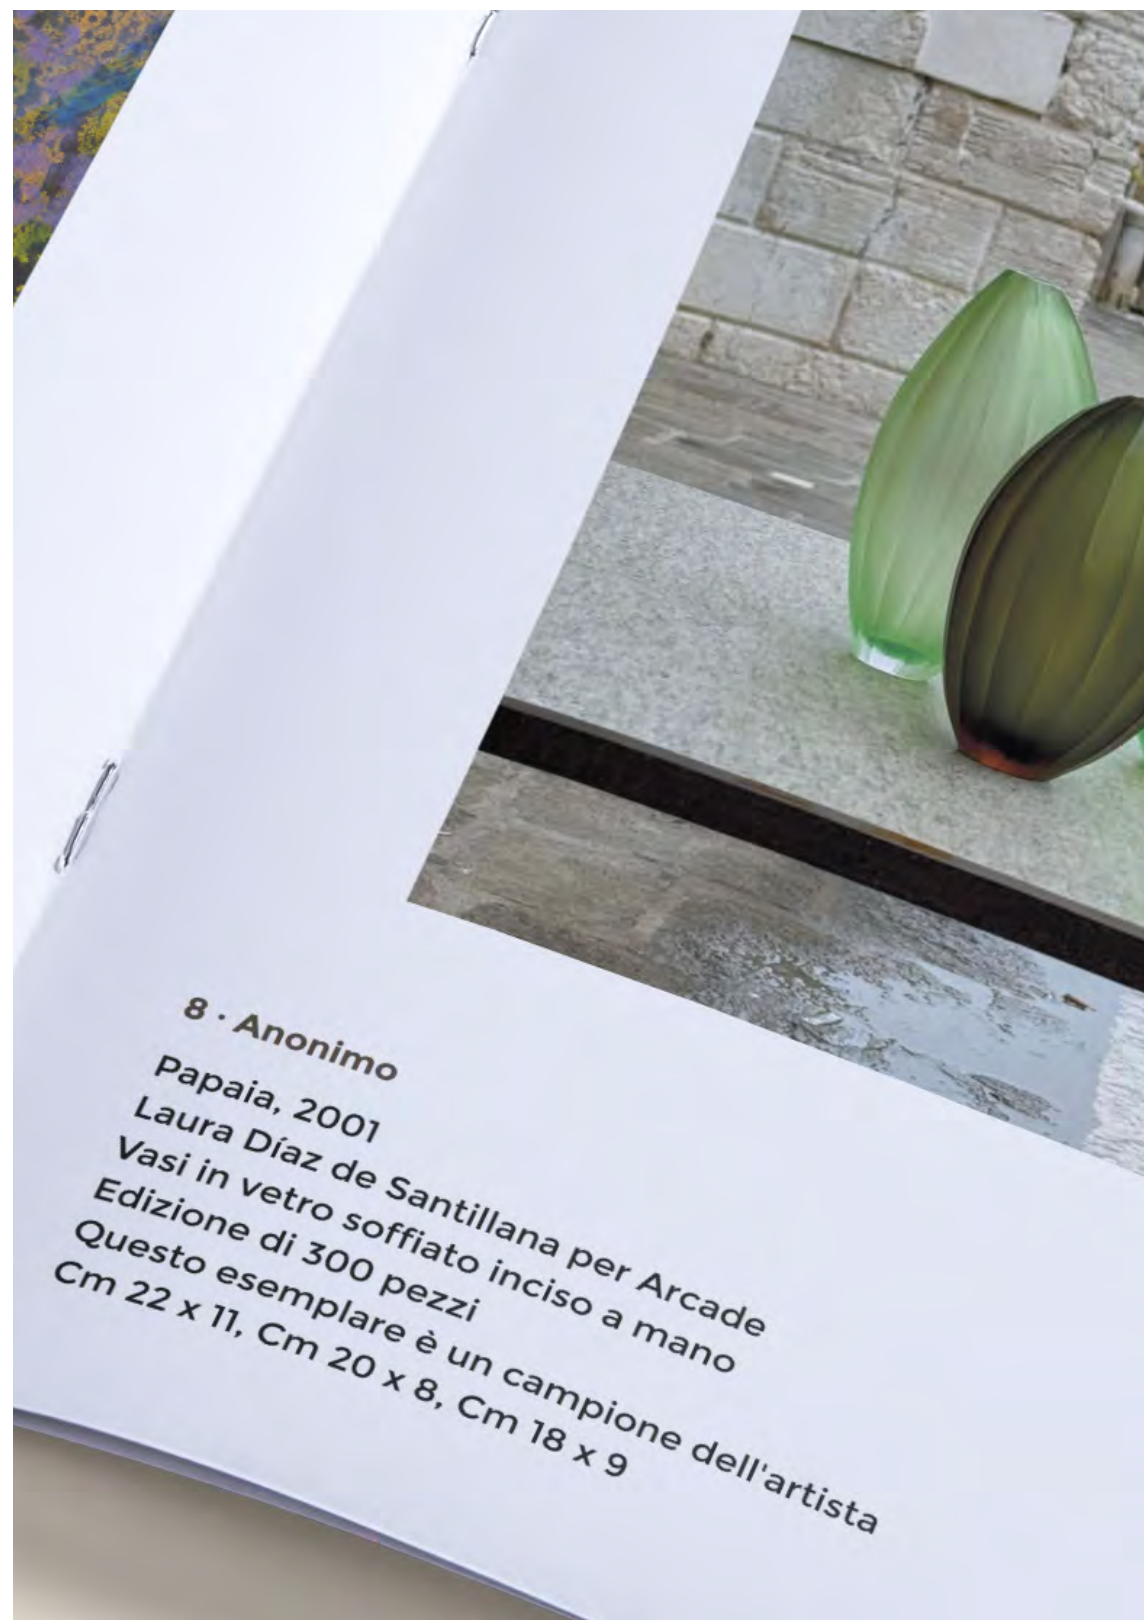 8 · Anonimo
Papaia, 2001
Laura Díaz de Santillana per Arcade
Vasi in vetro soffiato inciso a mano
Edizione di 300 pezzi
Questo esemplare è un campione dell'artista
Cm 22 x 11, Cm 20 x 8, Cm 18 x 9